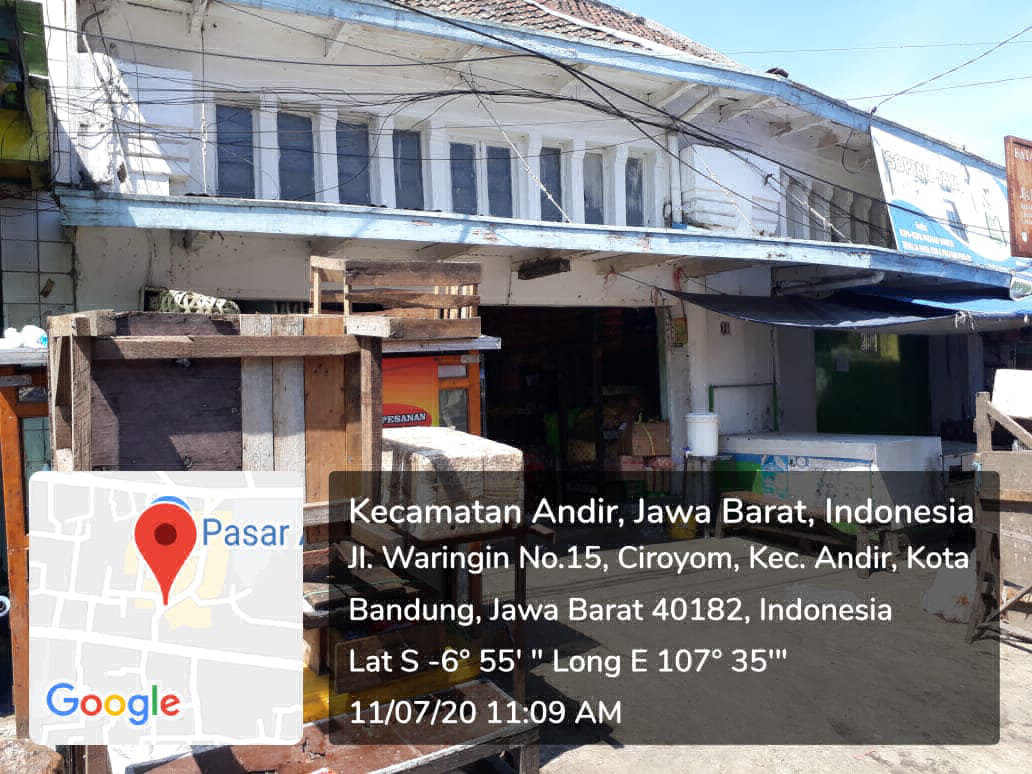 PESANAN
Pasar
Google
Kecamatan Andir, Jawa Barat, Indonesia
Jl. Waringin No.15, Ciroyom, Kec. Andir, Kota
Bandung, Jawa Barat 40182, Indonesia
Lat S -6° 55' " Long E 107° 35'"
11/07/20 11:09 AM